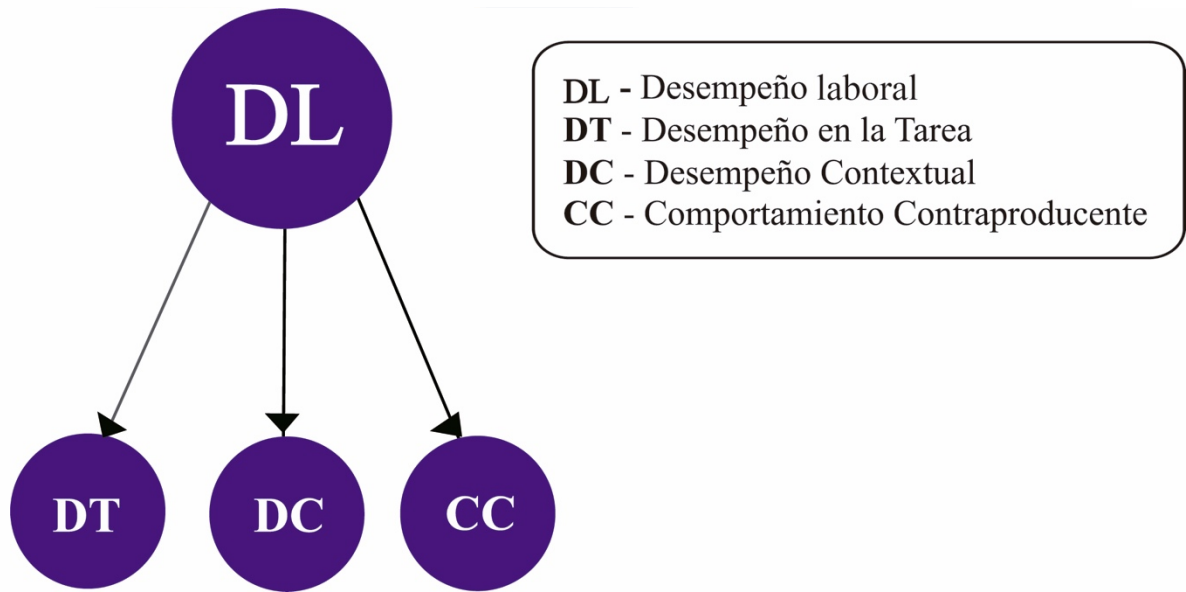 DL
DL - Desempeño laboral
DT - Desempeño en la Tarea
DC - Desempeño Contextual
CC - Comportamiento Contraproducente
DT
DC
CC